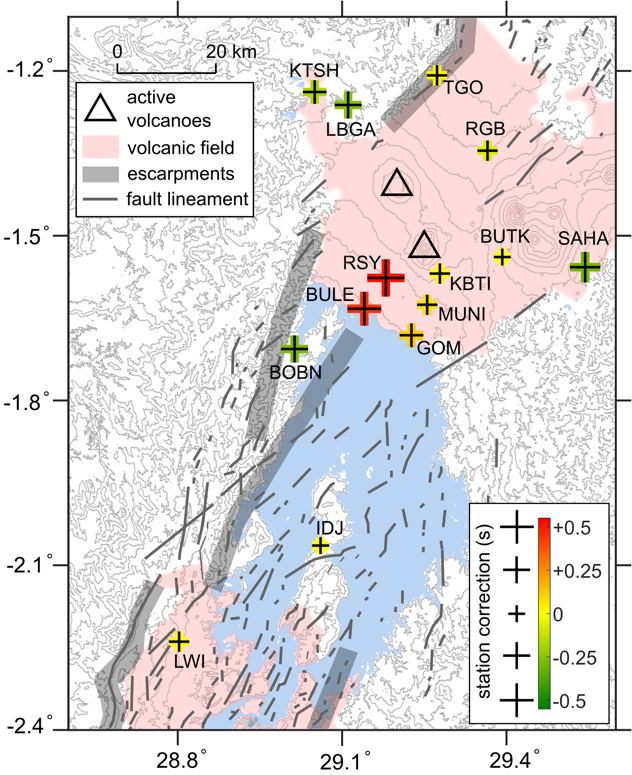 0 20 km
active
volcanoes
volcanic field
escarpments
fault lineament
KTSH
LBGA
TGO
RGB
BUTK
SAHA
RSY
KBTI
BULE
MUNI
GOM
BOBN
IDJ
LWI
station correction (s)
+0.5
+0.25
0
-0.25
-0.5
-1.2°
-1.5°
-1.8°
-2.1°
-2.4°
28.8° 29.1° 29.4°